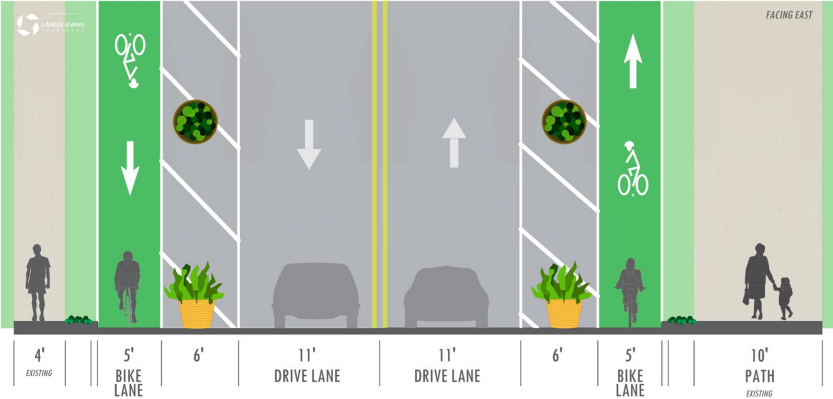 LANDIS EVANS
+ PARTNERS
FACING EAST
4'
EXISTING
5'
BIKE
LANE
6'
11'
DRIVE LANE
11'
DRIVE LANE
6'
5'
BIKE
LANE
10'
PATH
EXISTING